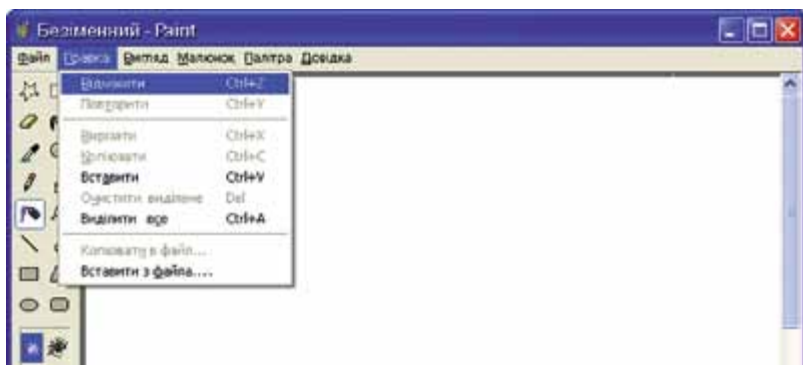 Безіменний - Paint
Файл Правка Вигляд Малюнок Палітра Довідка
Відмінити Ctrl+Z
Повторити Ctrl+Y
Вирізати Ctrl+X
Копіювати Ctrl+C
Вставити Ctrl+V
Очистити виділене Del
Виділити все Ctrl+A
Копіювати в файл...
Вставити з файла....